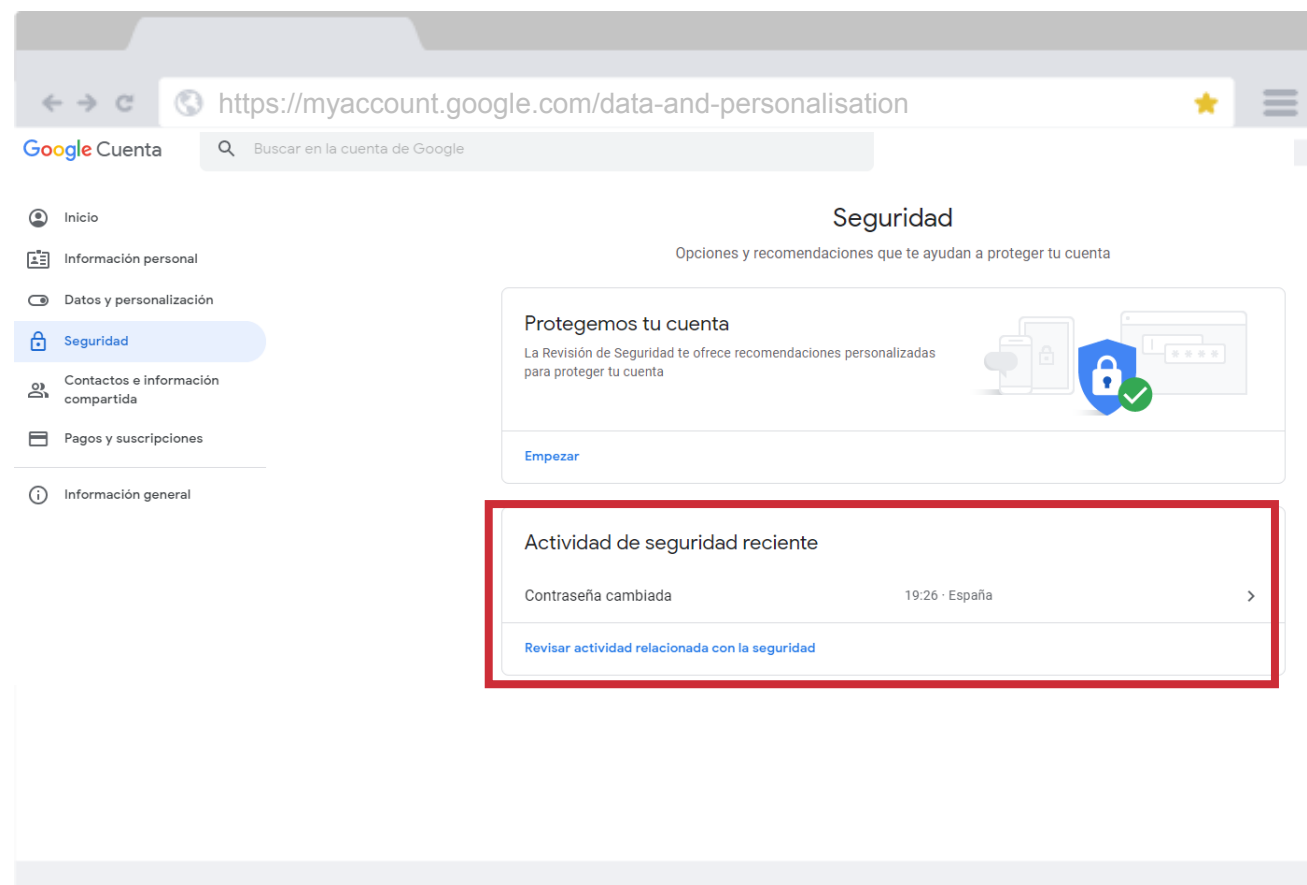 https://myaccount.google.com/data-and-personalisation
Google Cuenta
Buscar en la cuenta de Google
Inicio
Información personal
Datos y personalización
Seguridad
Contactos e información
compartida
Pagos y suscripciones
Información general
Seguridad
Opciones y recomendaciones que te ayudan a proteger tu cuenta
Protegemos tu cuenta
La Revisión de Seguridad te ofrece recomendaciones personalizadas
para proteger tu cuenta
Empezar
Actividad de seguridad reciente
Contraseña cambiada 19:26 · España
Revisar actividad relacionada con la seguridad